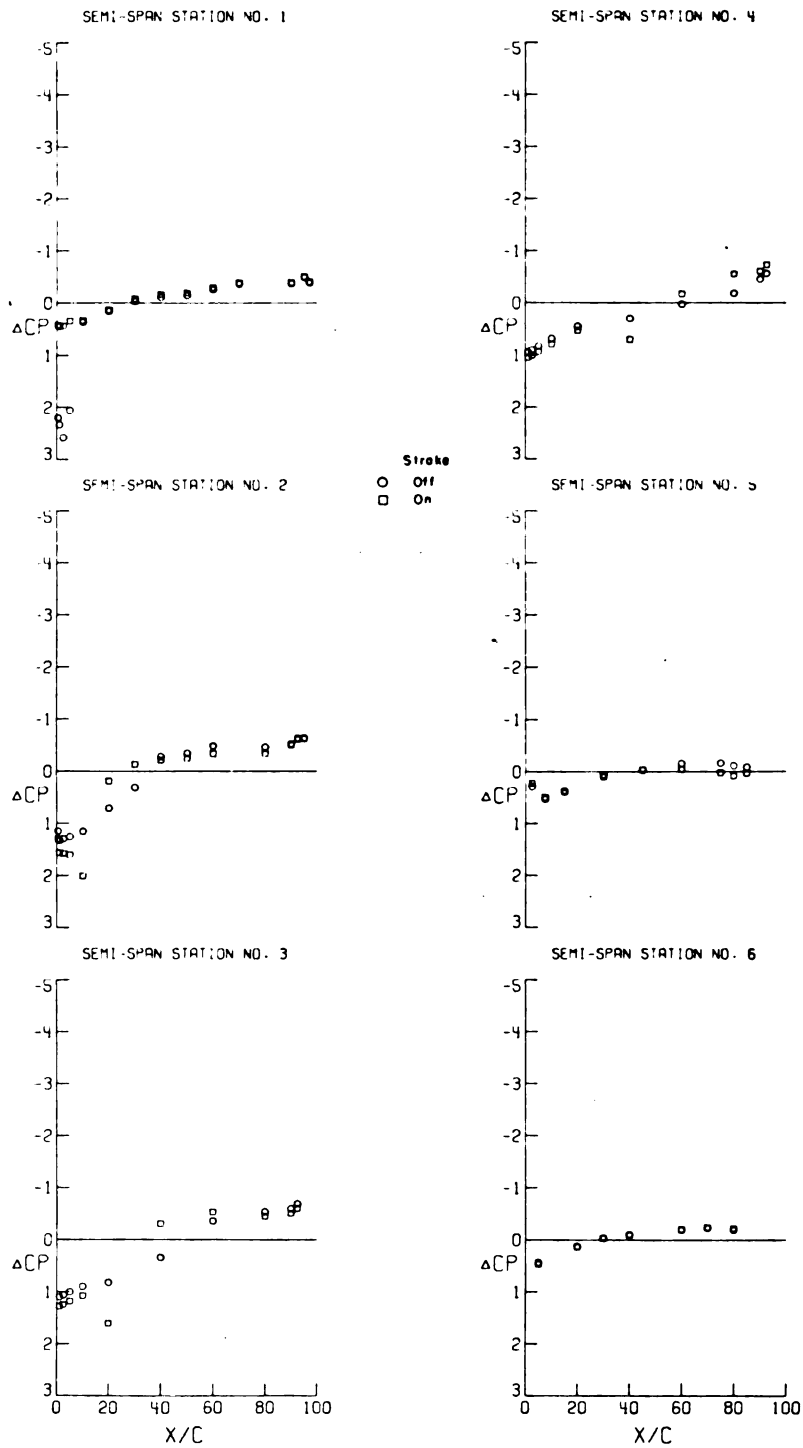 SEMI-SPAN STATION NO. 1
-5
-4
-3
-2
-1
0
ΔCP
1
2
3
SEMI-SPAN STATION NO. 4
-5
-4
-3
-2
-1
0
ΔCP
1
2
3
Strake
○ Off
□ On
SEMI-SPAN STATION NO. 2
-5
-4
-3
-2
-1
0
ΔCP
1
2
3
SEMI-SPAN STATION NO. 5
-5
-4
-3
-2
-1
0
ΔCP
1
2
3
SEMI-SPAN STATION NO. 3
-5
-4
-3
-2
-1
0
ΔCP
1
2
3
0 20 40 60 80 100
X/C
SEMI-SPAN STATION NO. 6
-5
-4
-3
-2
-1
0
ΔCP
1
2
3
0 20 40 60 80 100
X/C